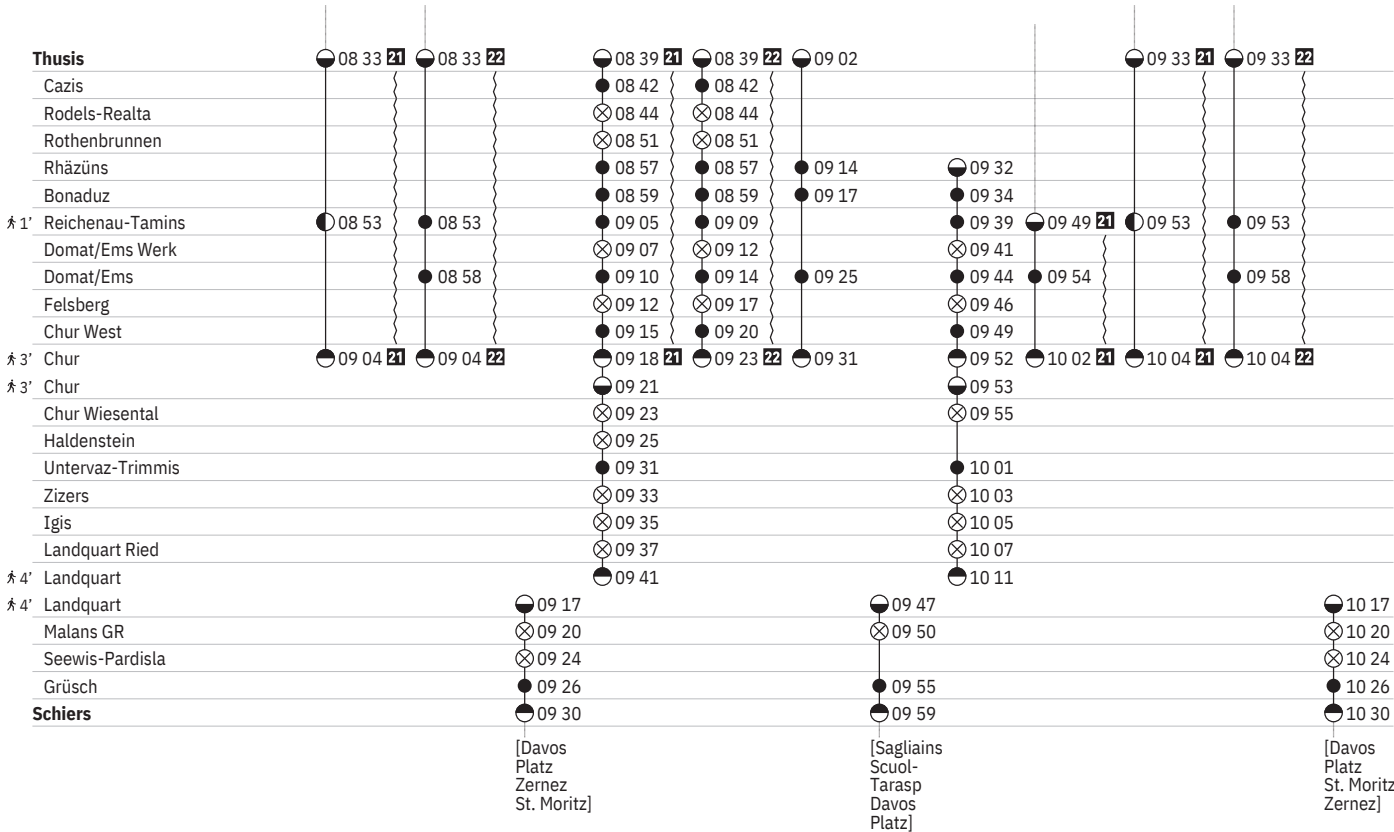 Thusis 08 33 21 08 33 22 08 39 21 08 39 22 09 02 09 33 21 09 33 22
Cazis 08 42 08 42
Rodels-Realta 08 44 08 44
Rothenbrunnen 08 51 08 51
Rhäzüns 08 57 08 57 09 14 09 32
Bonaduz 08 59 08 59 09 17 09 34
1’ Reichenau-Tamins 08 53 08 53 09 05 09 09 09 39 09 49 21 09 53 09 53
Domat/Ems Werk 09 07 09 12 09 41
Domat/Ems 08 58 09 10 09 14 09 25 09 44 09 54 09 58
Felsberg 09 12 09 17 09 46
Chur West 09 15 09 20 09 49
3’ Chur 09 04 21 09 04 22 09 18 21 09 23 22 09 31 09 52 10 02 21 10 04 21 10 04 22
3’ Chur 09 21 09 53
Chur Wiesental 09 23 09 55
Haldenstein 09 25
Untervaz-Trimmis 09 31 10 01
Zizers 09 33 10 03
Igis 09 35 10 05
Landquart Ried 09 37 10 07
4’ Landquart 09 41 10 11
4’ Landquart 09 17 09 47 10 17
Malans GR 09 20 09 50 10 20
Seewis-Pardisla 09 24 10 24
Grüsch 09 26 09 55 10 26
Schiers 09 30 09 59 10 30
[Davos [Sagliains [Davos
Platz Scuol- Platz
Zernez Tarasp St. Moritz
St. Moritz] Davos Zernez]
Platz]